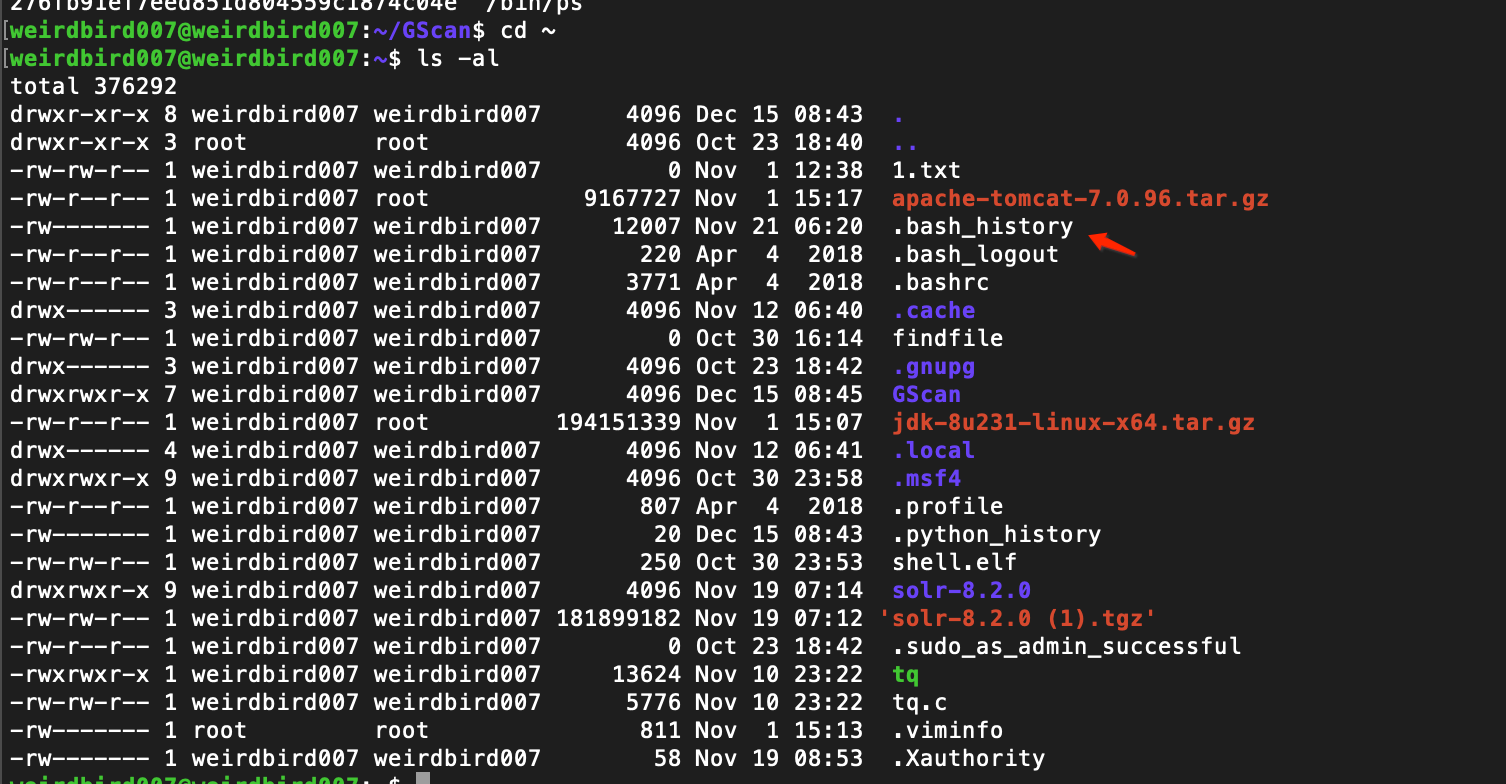 276fb91ef7eed851d804559c1874c04e  /bin/ps
[weirdbird007@weirdbird007:~/GScan$ cd ~
[weirdbird007@weirdbird007:~$ ls -al
total 376292
drwxr-xr-x 8 weirdbird007 weirdbird007      4096 Dec 15 08:43  .
drwxr-xr-x 3 root         root              4096 Oct 23 18:40  ..
-rw-rw-r-- 1 weirdbird007 weirdbird007         0 Nov  1 12:38  1.txt
-rw-r--r-- 1 weirdbird007 root           9167727 Nov  1 15:17  apache-tomcat-7.0.96.tar.gz
-rw------- 1 weirdbird007 weirdbird007     12007 Nov 21 06:20  .bash_history
-rw-r--r-- 1 weirdbird007 weirdbird007       220 Apr  4  2018  .bash_logout
-rw-r--r-- 1 weirdbird007 weirdbird007      3771 Apr  4  2018  .bashrc
drwx------ 3 weirdbird007 weirdbird007      4096 Nov 12 06:40  .cache
-rw-rw-r-- 1 weirdbird007 weirdbird007         0 Oct 30 16:14  findfile
drwx------ 3 weirdbird007 weirdbird007      4096 Oct 23 18:42  .gnupg
drwxrwxr-x 7 weirdbird007 weirdbird007      4096 Dec 15 08:45  GScan
-rw-r--r-- 1 weirdbird007 root         194151339 Nov  1 15:07  jdk-8u231-linux-x64.tar.gz
drwx------ 4 weirdbird007 weirdbird007      4096 Nov 12 06:41  .local
drwxrwxr-x 9 weirdbird007 weirdbird007      4096 Oct 30 23:58  .msf4
-rw-r--r-- 1 weirdbird007 weirdbird007       807 Apr  4  2018  .profile
-rw------- 1 weirdbird007 weirdbird007        20 Dec 15 08:43  .python_history
-rw-rw-r-- 1 weirdbird007 weirdbird007       250 Oct 30 23:53  shell.elf
drwxrwxr-x 9 weirdbird007 weirdbird007      4096 Nov 19 07:14  solr-8.2.0
-rw-rw-r-- 1 weirdbird007 weirdbird007 181899182 Nov 19 07:12 'solr-8.2.0 (1).tgz'
-rw-r--r-- 1 weirdbird007 weirdbird007         0 Oct 23 18:42  .sudo_as_admin_successful
-rwxrwxr-x 1 weirdbird007 weirdbird007     13624 Nov 10 23:22  tq
-rw-rw-r-- 1 weirdbird007 weirdbird007      5776 Nov 10 23:22  tq.c
-rw------- 1 root         root               811 Nov  1 15:13  .viminfo
-rw------- 1 weirdbird007 weirdbird007        58 Nov 19 08:53  .Xauthority
weirdbird007@weirdbird007:~$